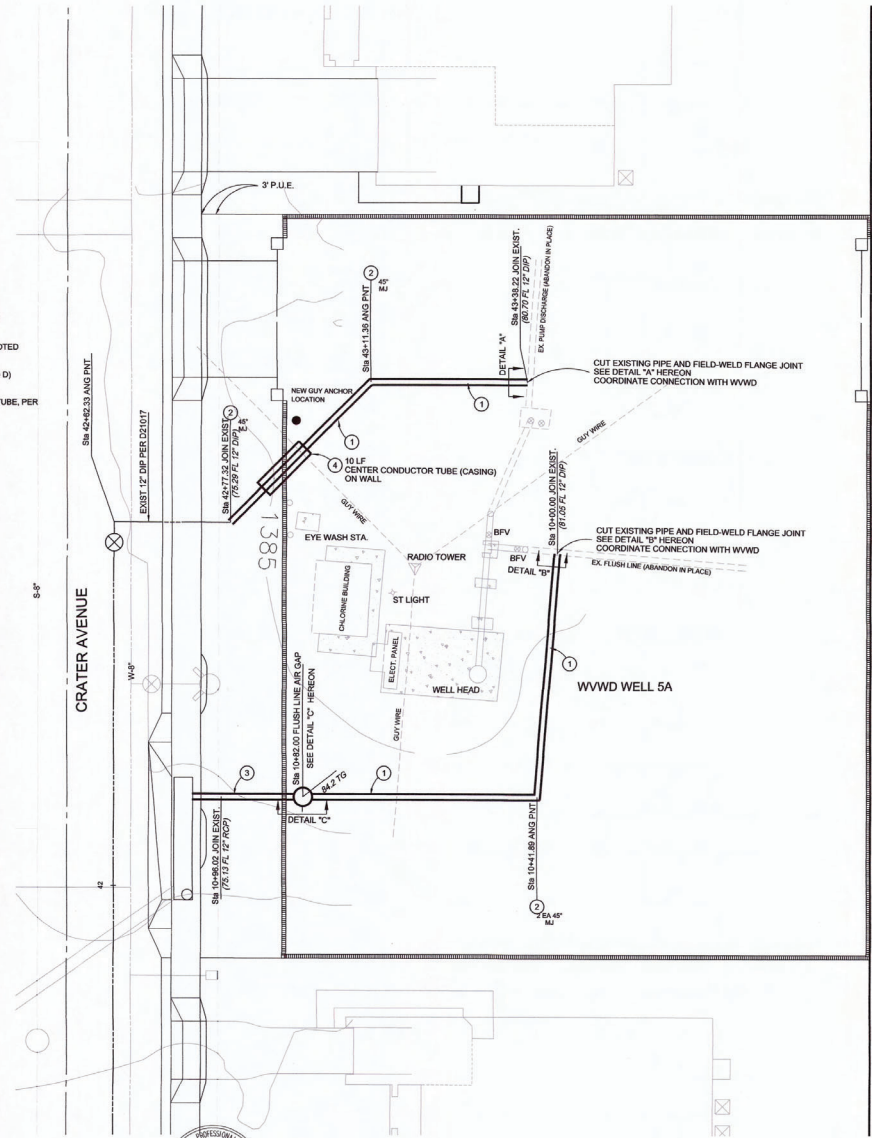 3' P.U.E.
OTED
D)
TUBE, PER
Sta 42+62.33 ANG PNT
EXIST 12" DIP PER D21017
Sta 42+77.32 JOIN EXIST.
(75.29 FL 12" DIP)
2
45°
MJ
NEW GUY ANCHOR
LOCATION
Sta 43+11.36 ANG PNT
2
45°
MJ
1
1
DETAIL "A"
Sta 43+38.22 JOIN EXIST.
(80.70 FL 12" DIP)
EX. PUMP DISCHARGE (ABANDON IN PLACE)
CUT EXISTING PIPE AND FIELD-WELD FLANGE JOINT
SEE DETAIL "A" HEREON
COORDINATE CONNECTION WITH WVWD
4
10 LF
CENTER CONDUCTOR TUBE (CASING)
ON WALL
GUY WIRE
GUY WIRE
1385
EYE WASH STA.
CHLORINE BUILDING
RADIO TOWER
ST LIGHT
BFV
BFV
Sta 10+00.00 JOIN EXIST.
(81.05 FL 12" DIP)
CUT EXISTING PIPE AND FIELD-WELD FLANGE JOINT
SEE DETAIL "B" HEREON
COORDINATE CONNECTION WITH WVWD
DETAIL "B"
EX. FLUSH LINE (ABANDON IN PLACE)
S-8"
CRATER AVENUE
W-8"
ELECT. PANEL
WELL HEAD
GUY WIRE
1
WVWD WELL 5A
Sta 10+82.00 FLUSH LINE AIR GAP
SEE DETAIL "C" HEREON
84.2 TG
3
1
DETAIL "C"
Sta 10+96.02 JOIN EXIST.
(75.13 FL 12" RCP)
Sta 10+41.89 ANG PNT
2
2 EA 45°
MJ
42
PROFESSIONAL